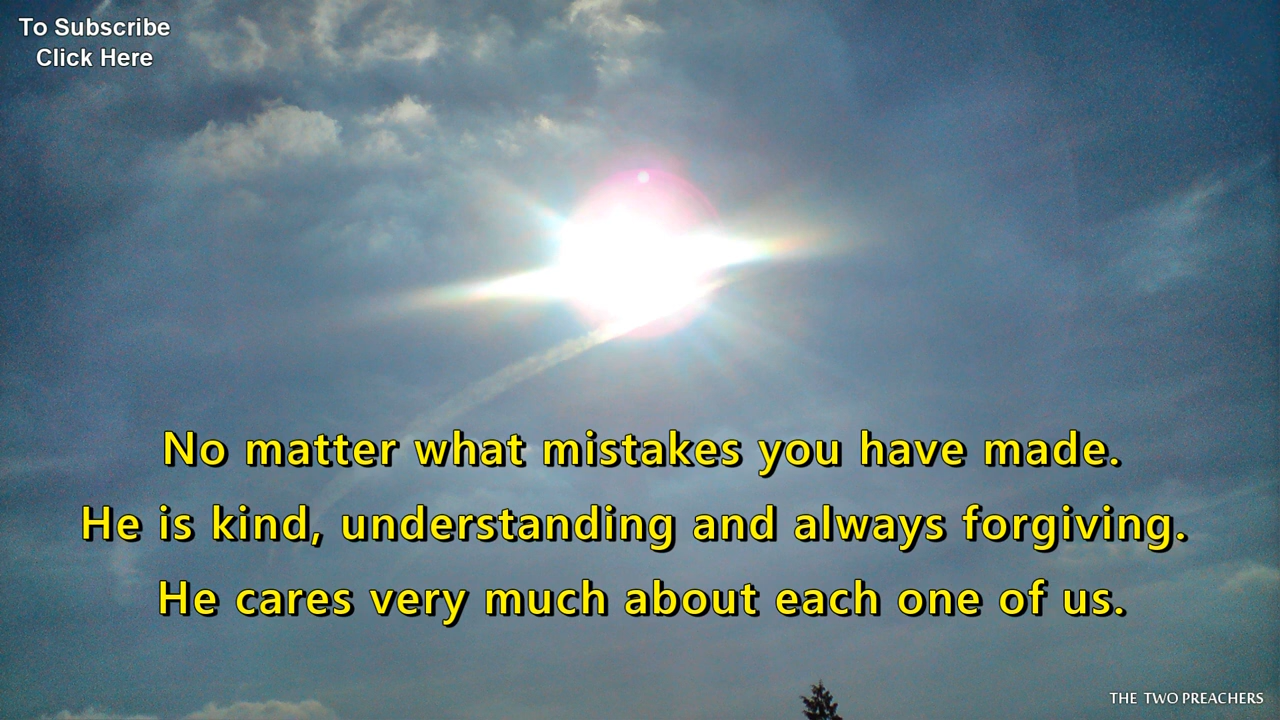 To Subscribe
Click Here
No matter what mistakes you have made.
He is kind, understanding and always forgiving.
He cares very much about each one of us.
THE TWO PREACHERS